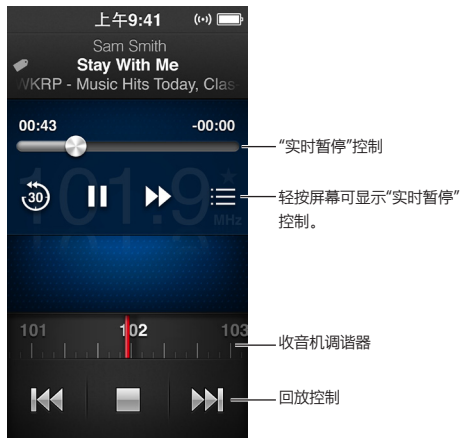 上午9:41
Sam Smith
Stay With Me
WKRP - Music Hits Today, Clas
00:43
-00:00
“实时暂停”控制
30
101.9
MHz
轻按屏幕可显示“实时暂停”
控制。
101
102
103
收音机调谐器
回放控制